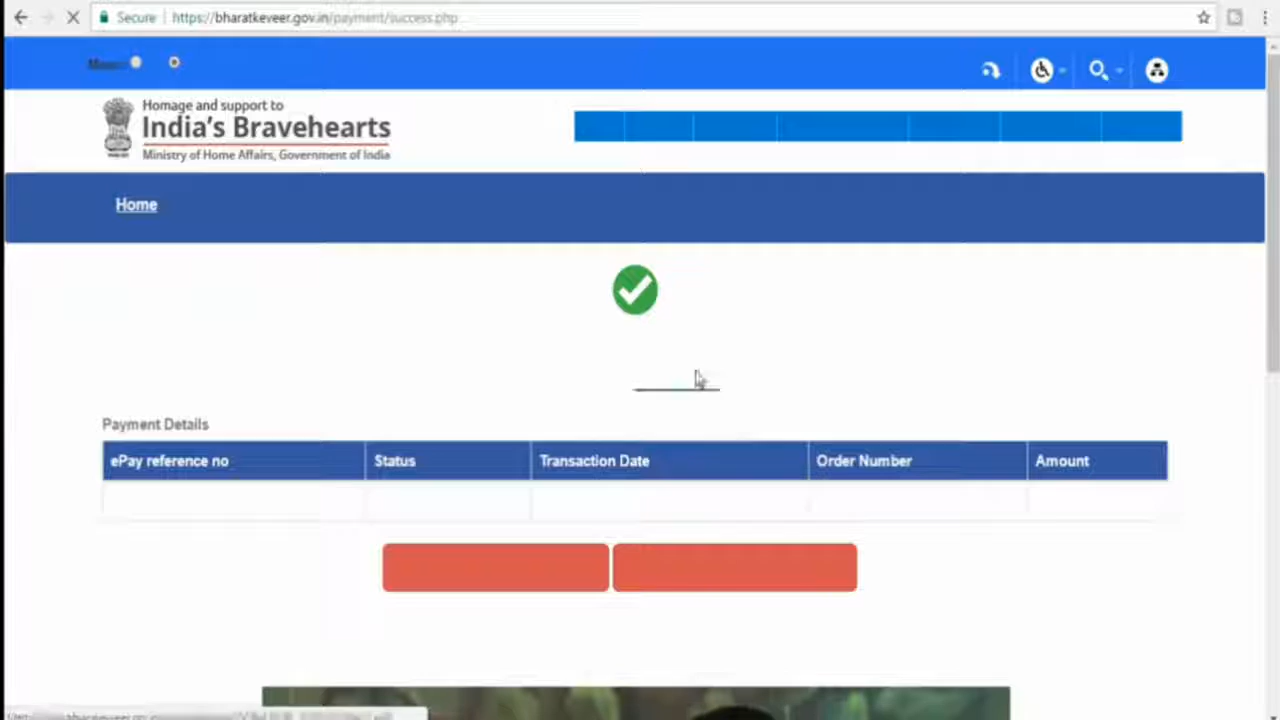 Secure https://bharatkeveer.gov.in/payment/success.php
Homage and support to
India's Bravehearts
Ministry of Home Affairs, Government of India
Home
Payment Details
ePay reference no Status Transaction Date Order Number Amount